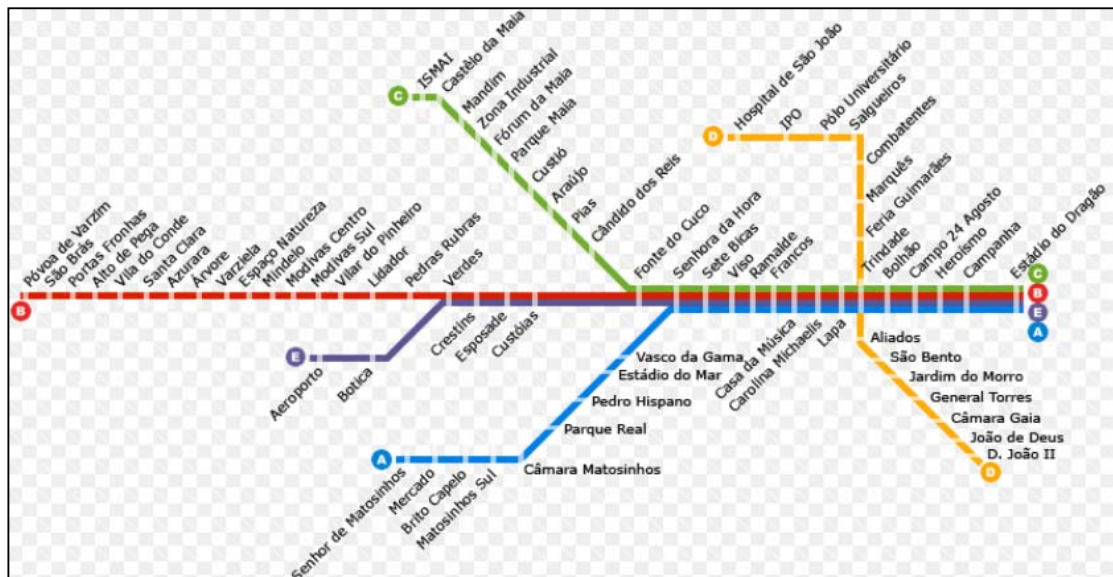 C
ISMAI
Castêlo da Maia
Mandim
Zona Industrial
Fórum da Maia
Parque Maia
Custió
Araújo
Pias
Cândido dos Reis
D
Hospital de São João
IPO
Pólo Universitário
Salgueiros
Combatentes
Marquês
Feria Guimarães
B
Póvoa de Varzim
São Brás
Portas Fronhas
Alto de Pega
Vila do Conde
Santa Clara
Azurara
Árvore
Varziela
Espaço Natureza
Mindelo
Modivas Centro
Modivas Sul
Vilar do Pinheiro
Lidador
Pedras Rubras
Verdes
Fonte do Cuco
Senhora da Hora
Sete Bicas
Viso
Ramalde
Francos
Trindade
Bolhão
Campo 24 Agosto
Heroísmo
Campanha
Estádio do Dragão
C
B
E
A
E
Aeroporto
Botica
Crestins
Esposade
Custóias
Vasco da Gama
Estádio do Mar
Pedro Hispano
Parque Real
Câmara Matosinhos
Casa da Música
Carolina Michaelis
Lapa
Aliados
São Bento
Jardim do Morro
General Torres
Câmara Gaia
João de Deus
D. João II
D
A
Senhor de Matosinhos
Mercado
Brito Capelo
Matosinhos Sul